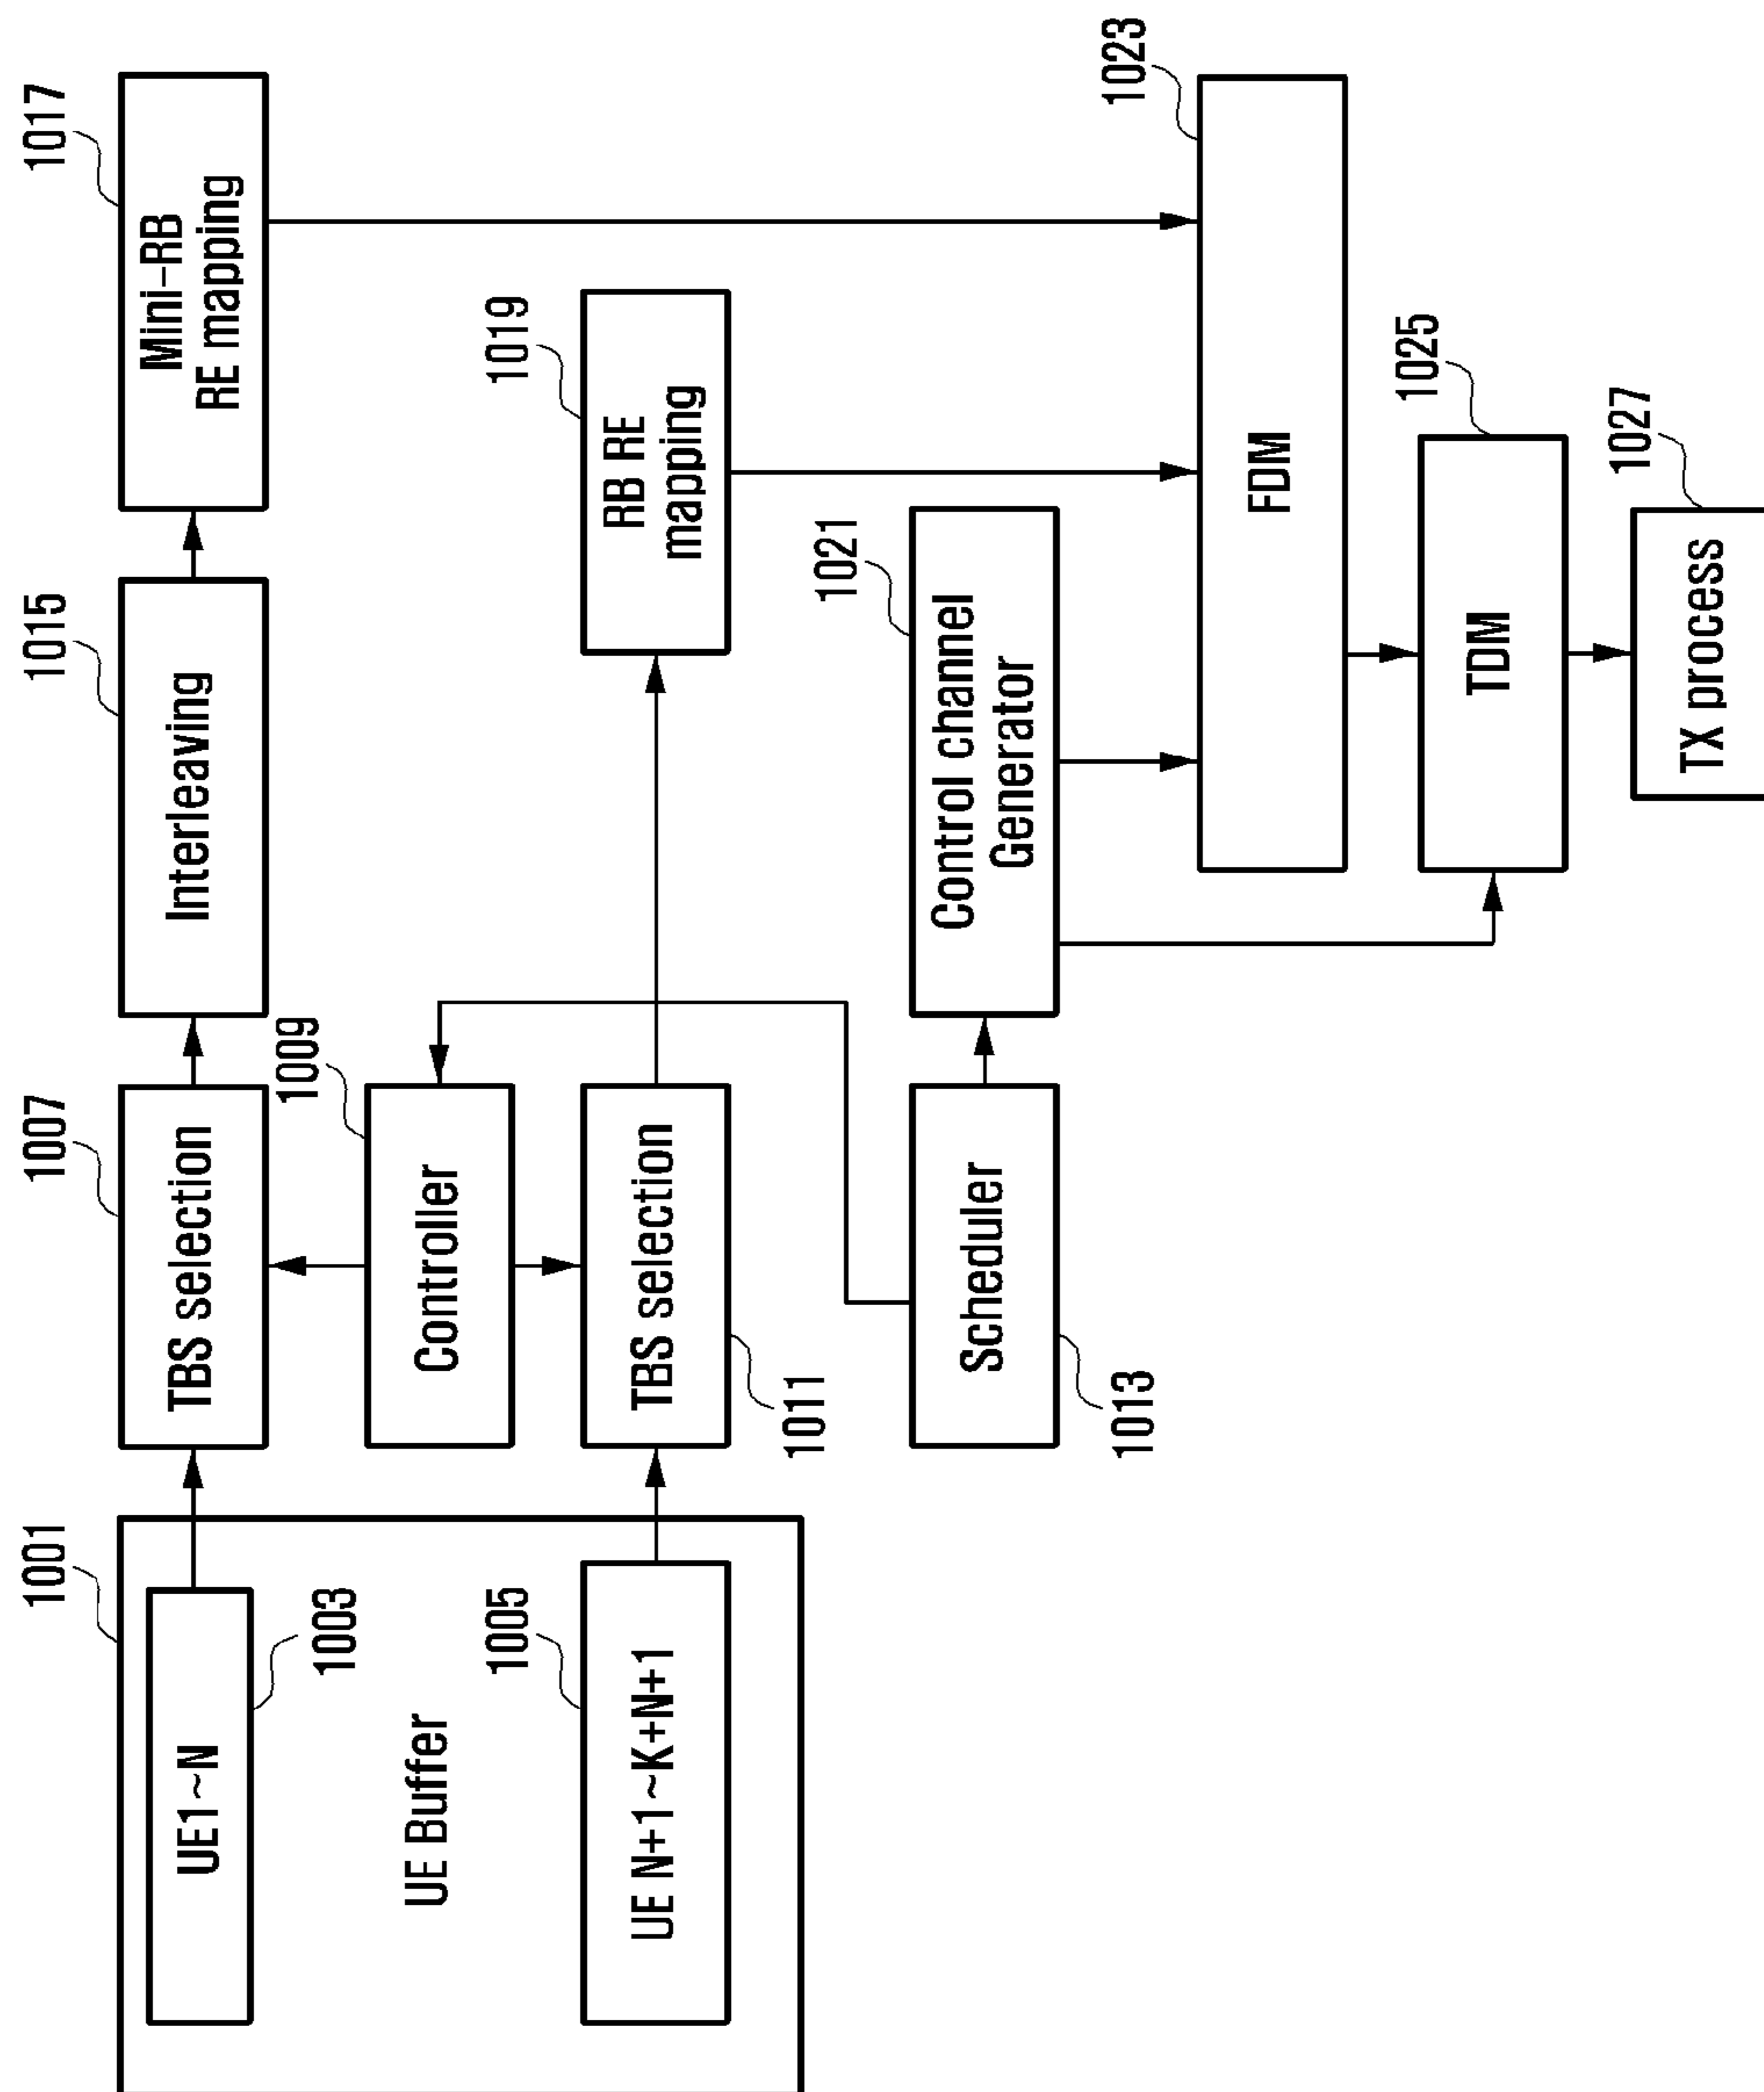 1001
UE1~N
1003
UE Buffer
1005
UE N+1~K+N+1
1007
TBS selection
1009
Controller
TBS selection
1011
Scheduler
1013
1015
Interleaving
1017
Mini-RB
RE mapping
1019
RB RE
mapping
1021
Control channel
Generator
1023
FDM
1025
TDM
1027
TX process